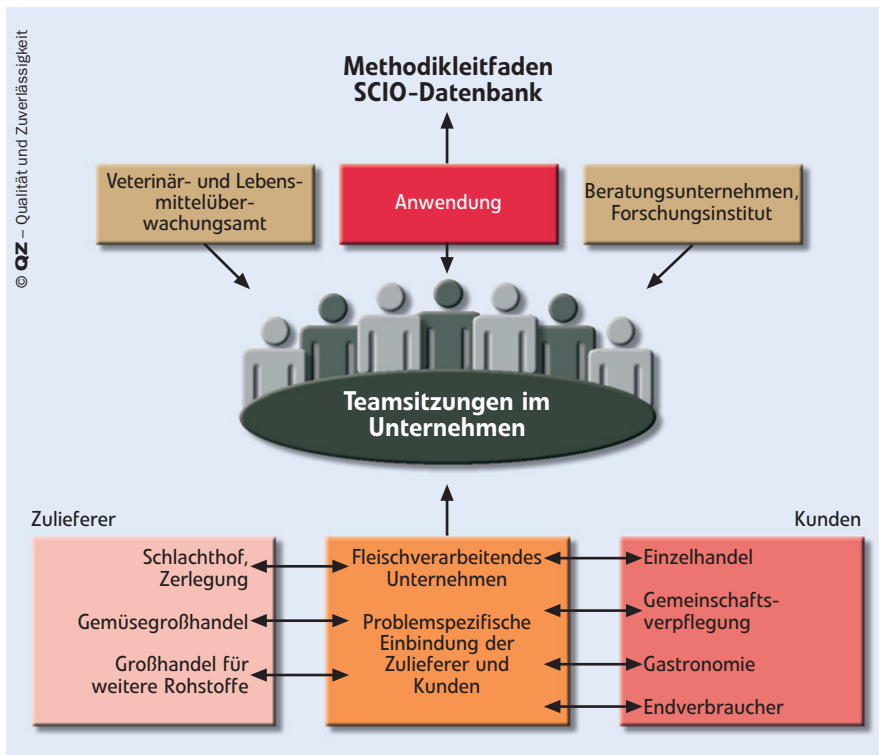 © QZ – Qualität und Zuverlässigkeit
Methodikleitfaden
SCIO-Datenbank
Veterinär- und Lebens-
mittelüber-
wachungsamt
Anwendung
Beratungsunternehmen,
Forschungsinstitut
Teamsitzungen im
Unternehmen
Zulieferer
Kunden
Schlachthof,
Zerlegung
Gemüsegroßhandel
Großhandel für
weitere Rohstoffe
Fleischverarbeitendes
Unternehmen
Problemspezifische
Einbindung der
Zulieferer und
Kunden
Einzelhandel
Gemeinschafts-
verpflegung
Gastronomie
Endverbraucher